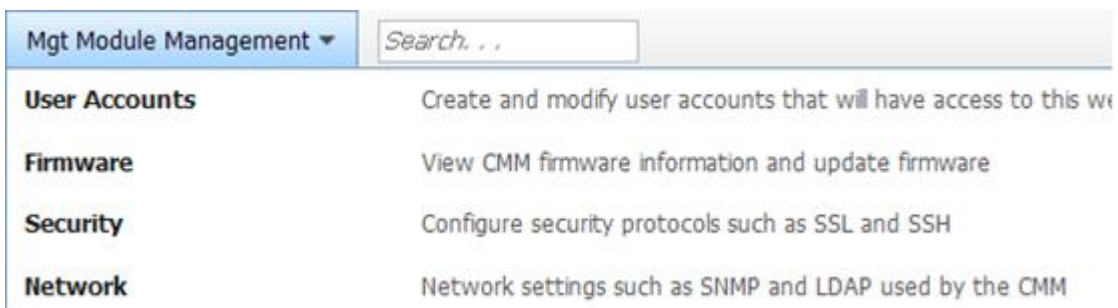 Mgt Module Management Search. . .
User Accounts Create and modify user accounts that will have access to this
Firmware View CMM firmware information and update firmware
Security Configure security protocols such as SSL and SSH
Network Network settings such as SNMP and LDAP used by the CMM